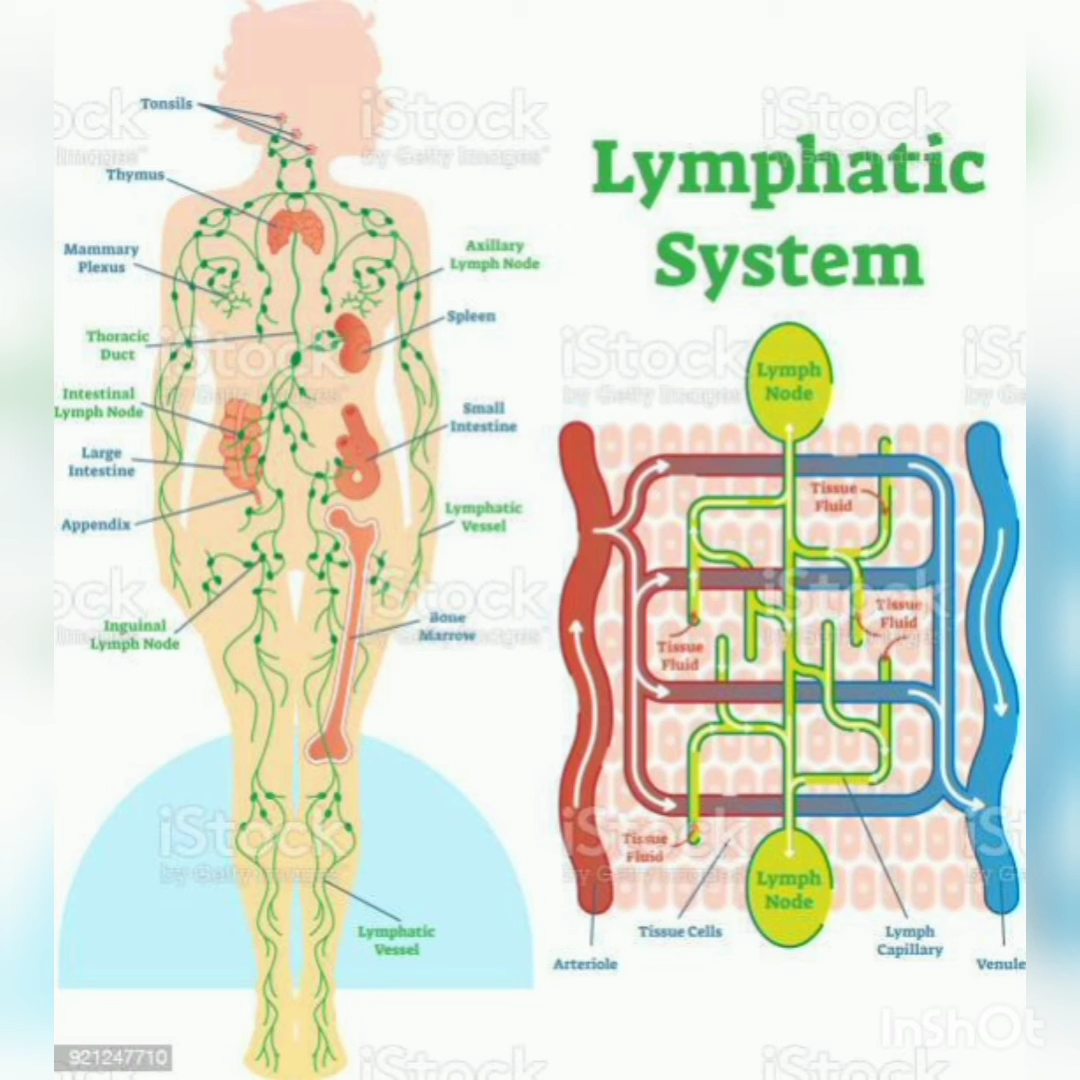 Lymphatic
System
Tonsils
Thymus
Mammary
Plexus
Thoracic
Duct
Intestinal
Lymph Node
Large
Intestine
Appendix
Inguinal
Lymph Node
Axillary
Lymph Node
Spleen
Small
Intestine
Lymphatic
Vessel
Bone
Marrow
Lymphatic
Vessel
Lymph
Node
Tissue
Fluid
Tissue
Fluid
Tissue
Fluid
Tissue
Fluid
Lymph
Node
Tissue Cells
Lymph
Capillary
Arteriole
Venule
iStock
by Getty Images™
921247710
InShOt